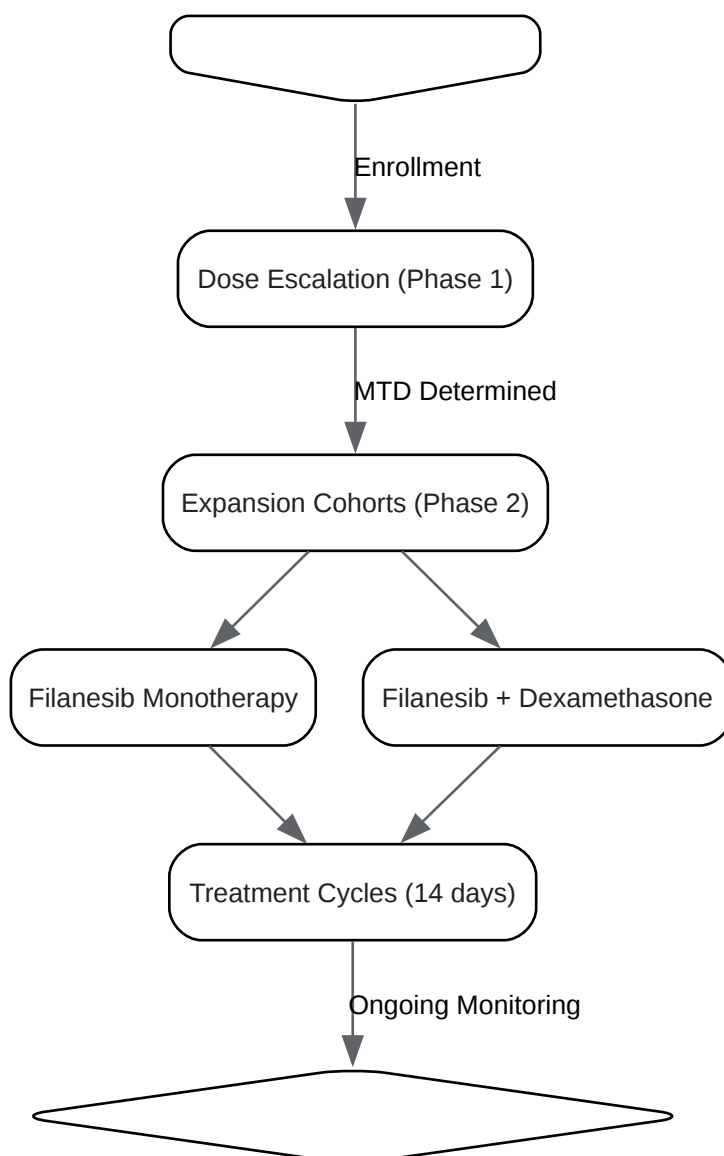 Enrollment
Dose Escalation (Phase 1)
MTD Determined
Expansion Cohorts (Phase 2)
Filanesib Monotherapy
Filanesib + Dexamethasone
Treatment Cycles (14 days)
Ongoing Monitoring